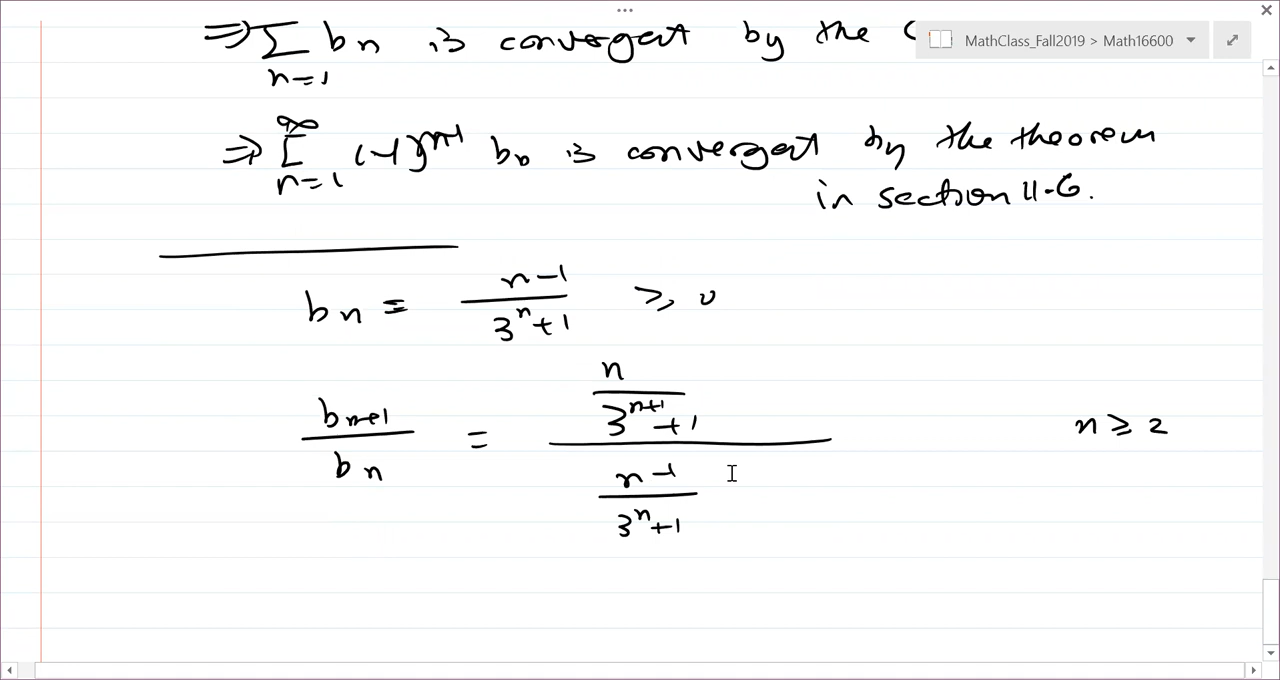 ⇒ ∑ bn is convergent by the
n=1
MathClass_Fall2019 > Math16600
⇒ ∑_{n=1}^{∞} (-1)^{n-1} bn is convergent by the theorem
in section 11.6.
bn = (n-1)/(3^n+1) ≥ 0
b_{n+1}/bn = (n/(3^{n+1}+1))/((n-1)/(3^n+1)) n ≥ 2